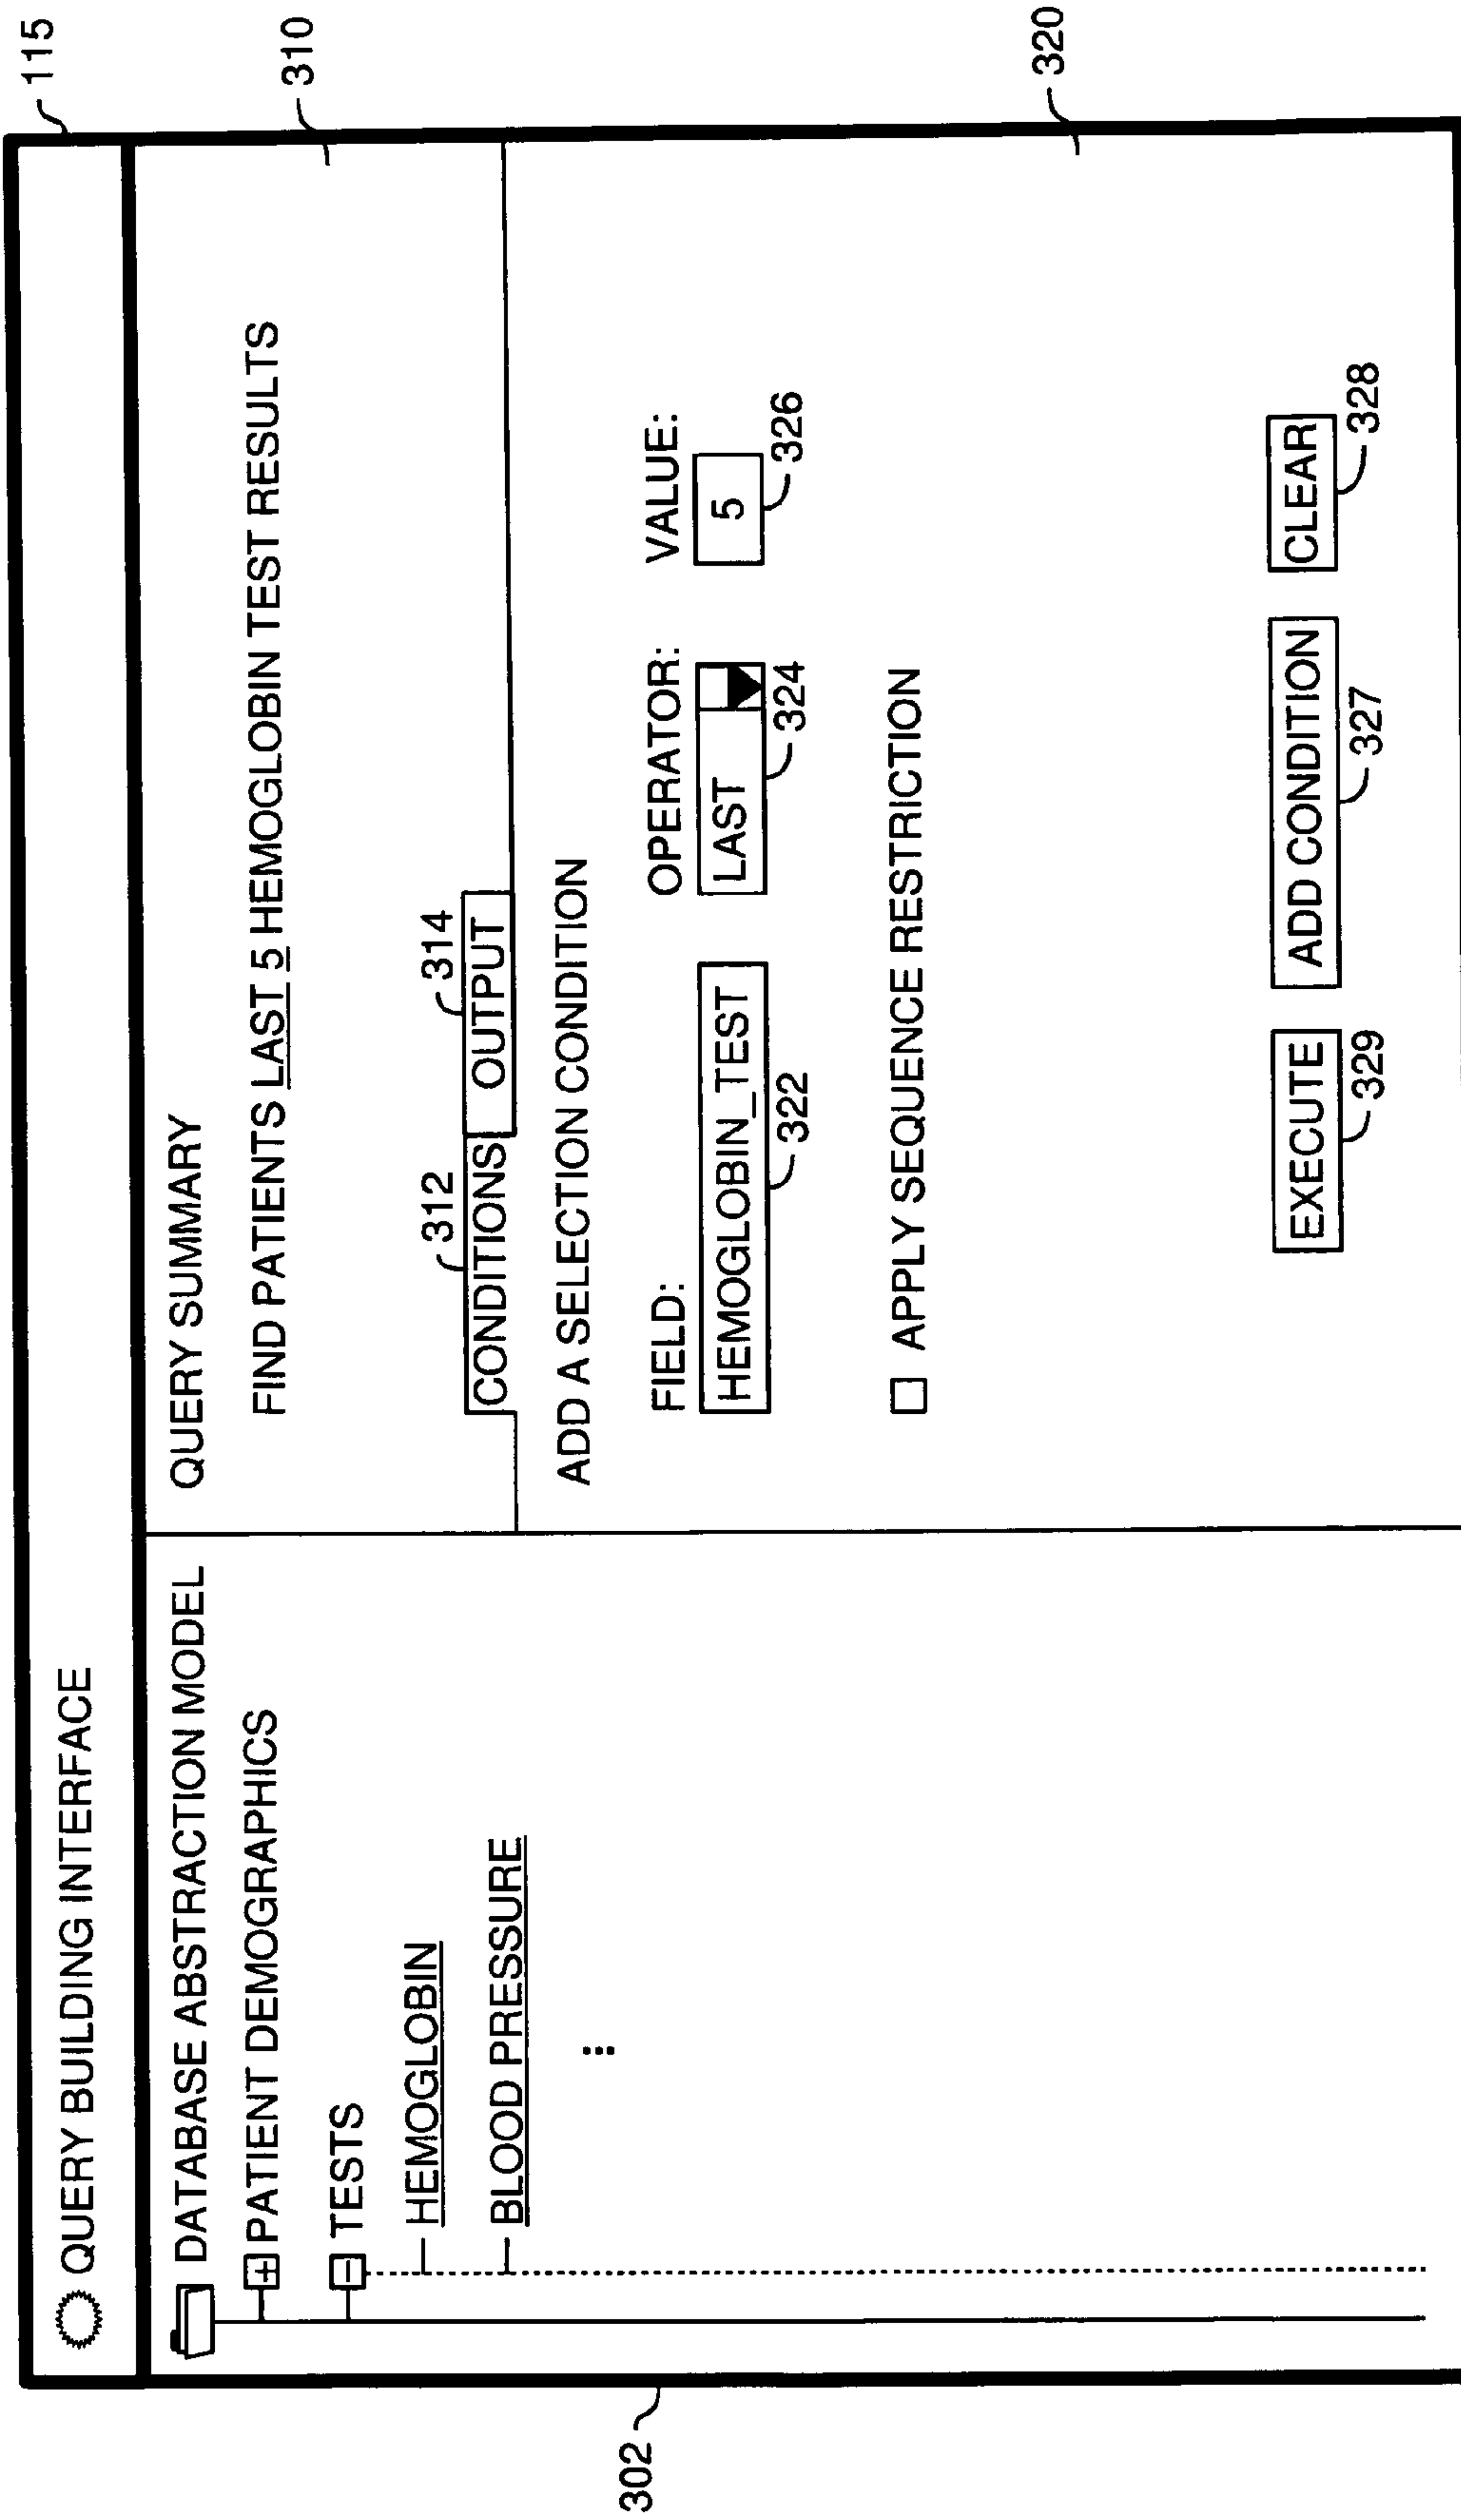 115
QUERY BUILDING INTERFACE
DATABASE ABSTRACTION MODEL
PATIENT DEMOGRAPHICS
TESTS
HEMOGLOBIN
BLOOD PRESSURE
302
QUERY SUMMARY
310
FIND PATIENTS LAST 5 HEMOGLOBIN TEST RESULTS
312
314
CONDITIONS
OUTPUT
ADD A SELECTION CONDITION
320
FIELD:
OPERATOR:
VALUE:
HEMOGLOBIN_TEST
LAST
5
322
324
326
APPLY SEQUENCE RESTRICTION
EXECUTE
ADD CONDITION
CLEAR
329
327
328